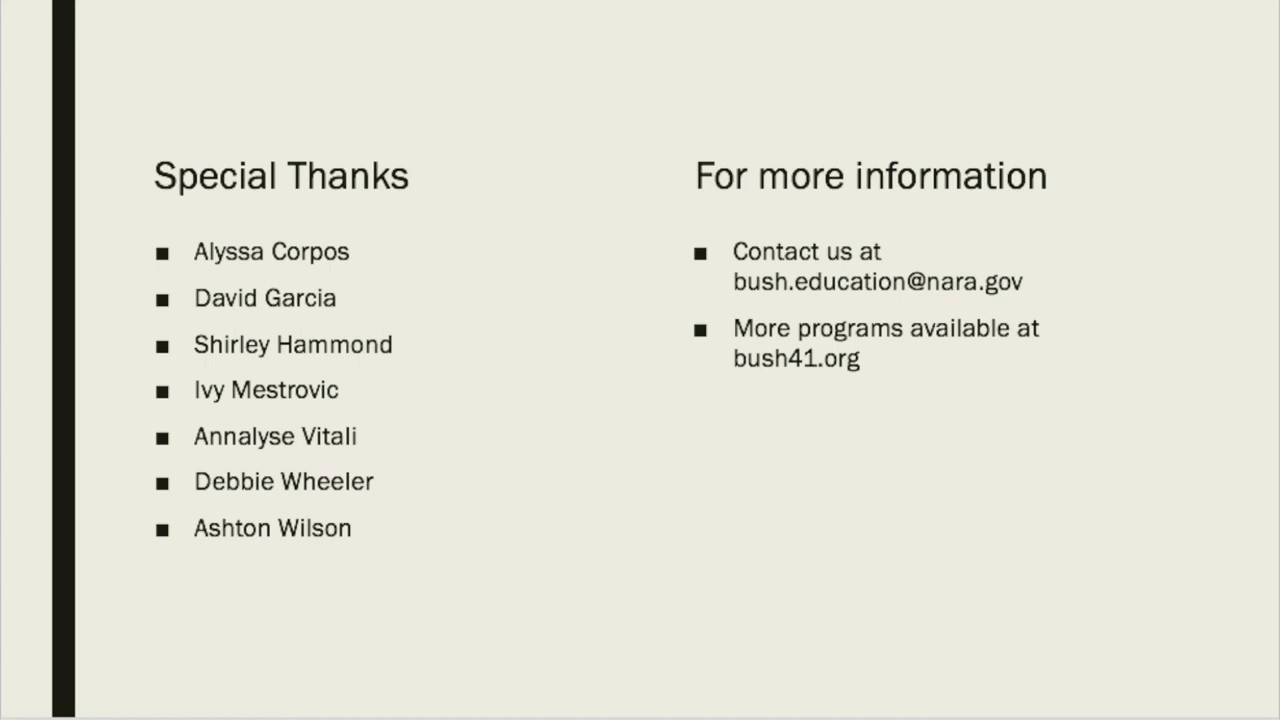 Special Thanks
■ Alyssa Corpos
■ David Garcia
■ Shirley Hammond
■ Ivy Mestrovic
■ Annalyse Vitali
■ Debbie Wheeler
■ Ashton Wilson
For more information
■ Contact us at
bush.education@nara.gov
■ More programs available at
bush41.org